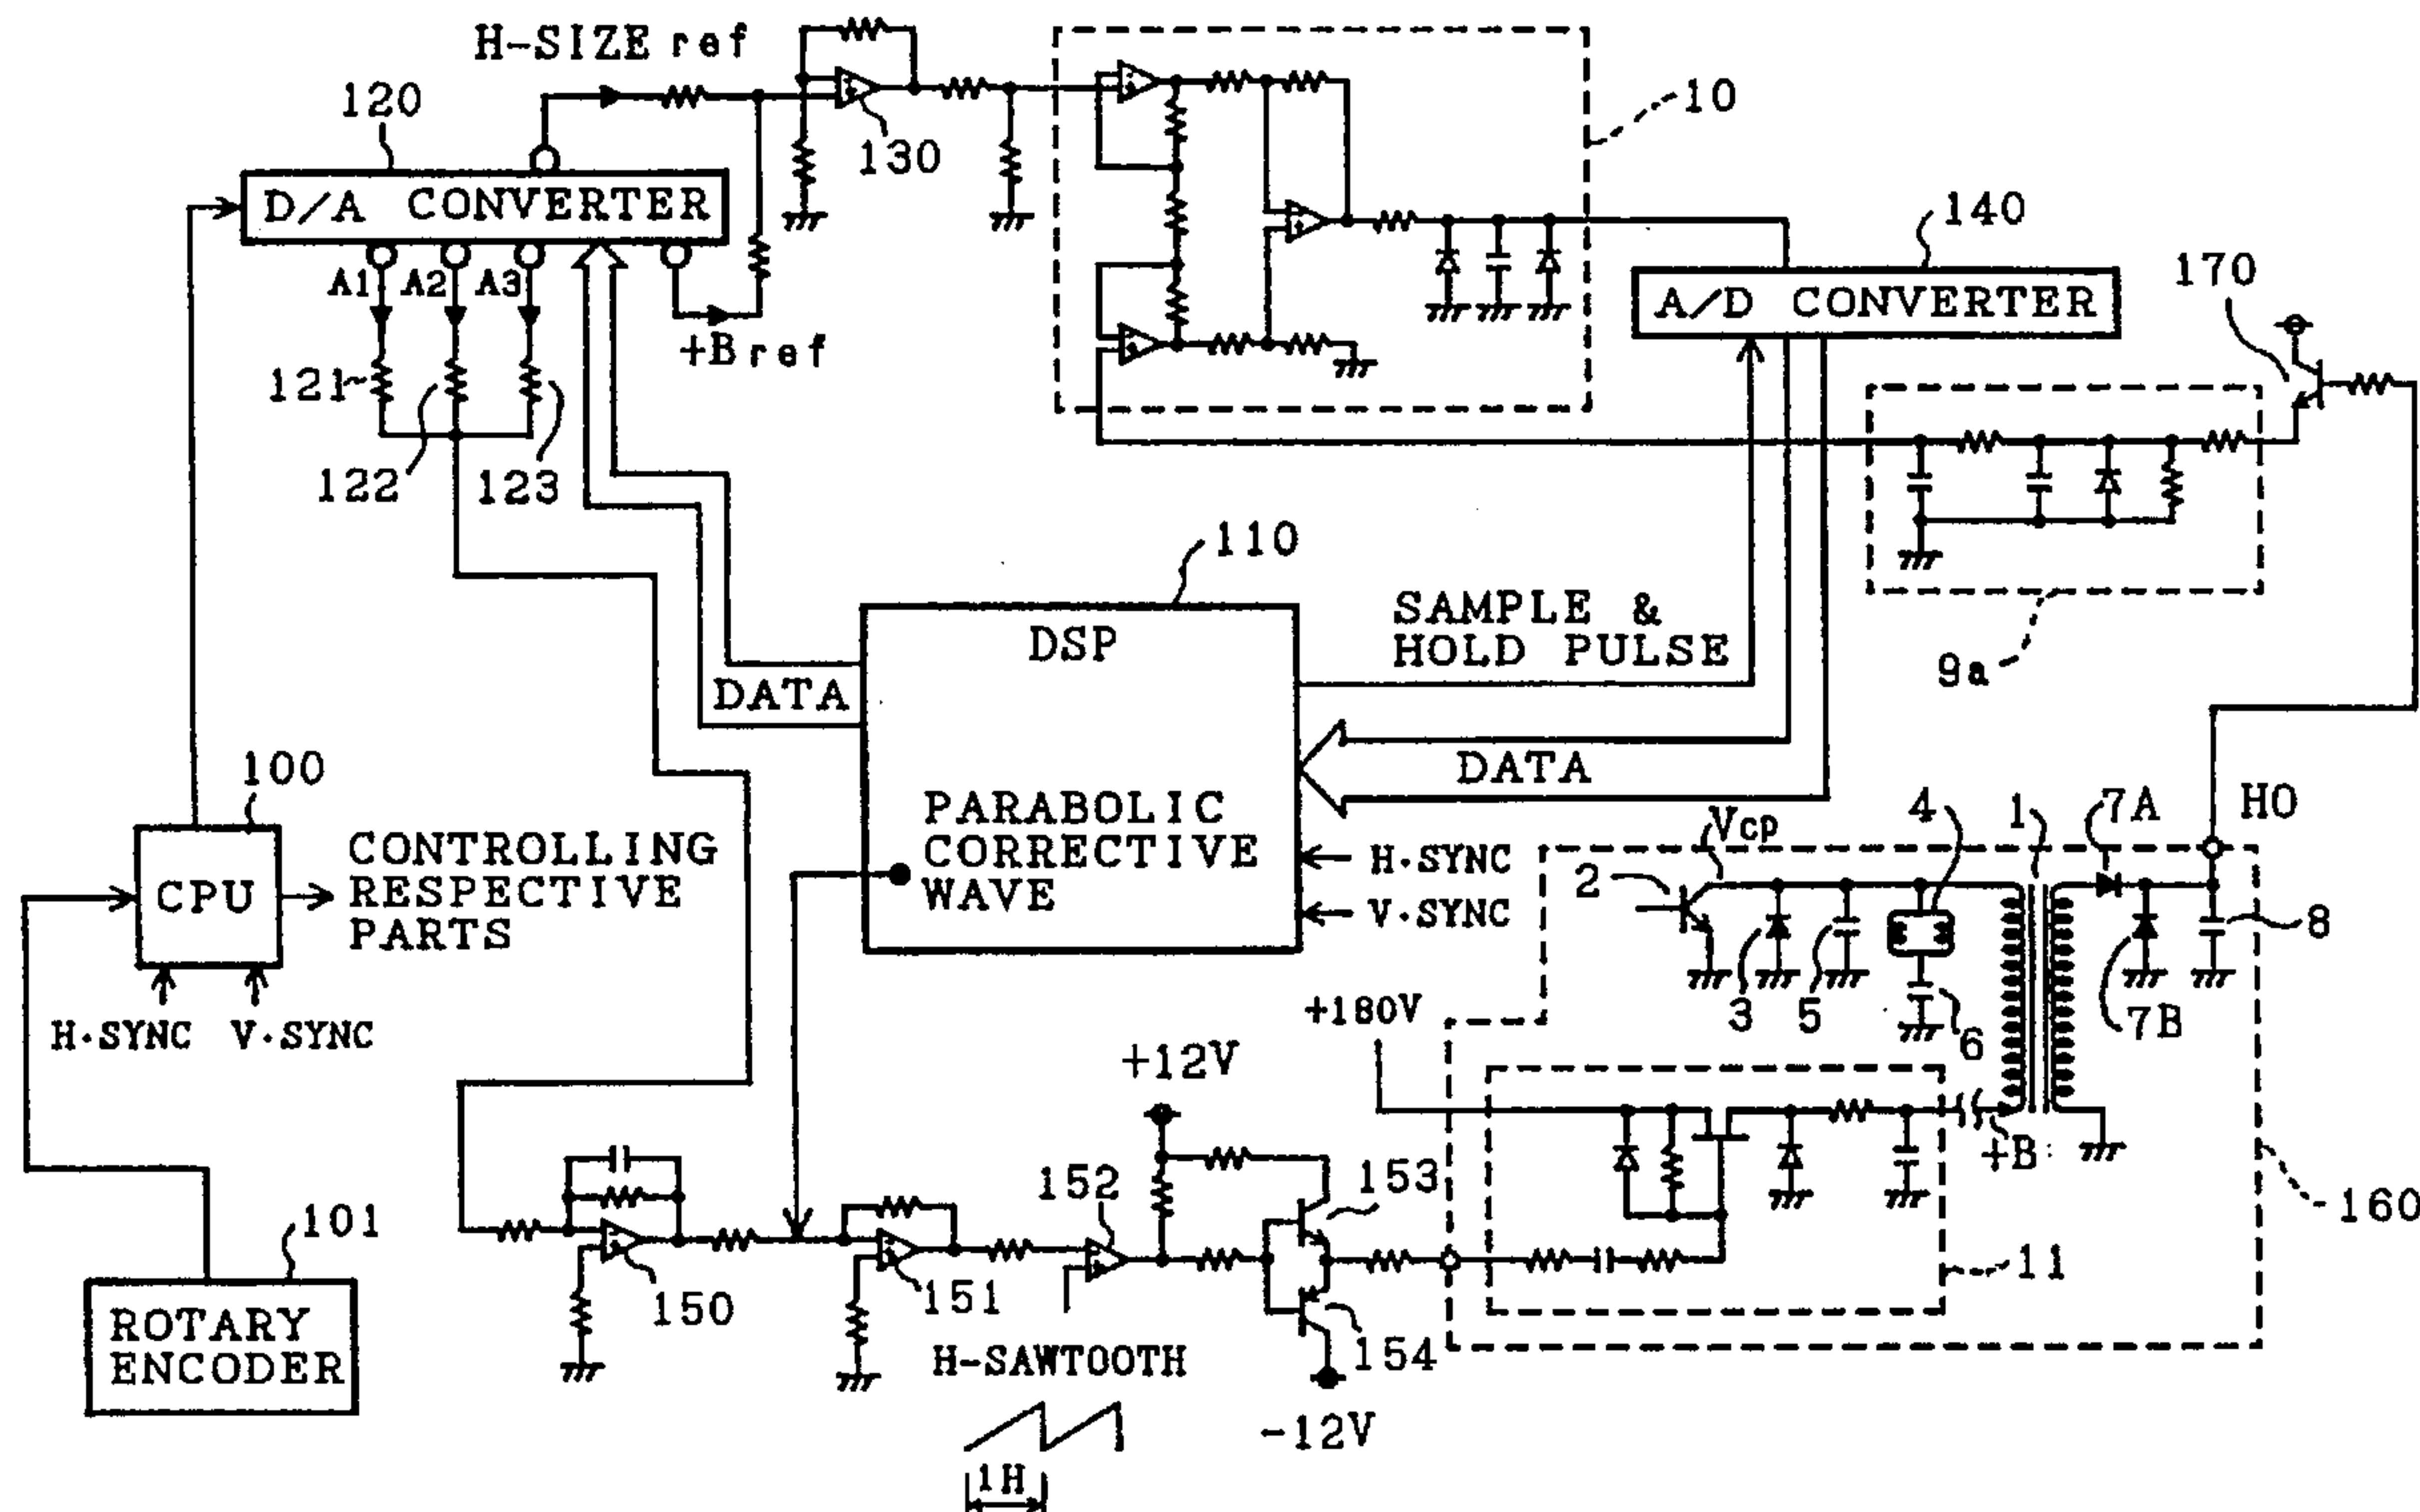 H-SIZE ref
120
130
10
D/A CONVERTER
140
A1 A2 A3
170
A/D CONVERTER
+B ref
121
122
123
110
DSP
SAMPLE &
HOLD PULSE
9a
DATA
DATA
100
CPU
CONTROLLING
RESPECTIVE
PARTS
PARABOLIC
CORRECTIVE
WAVE
H·SYNC
V·SYNC
H·SYNC V·SYNC
Vcp
4
1
7A
HO
2
8
3
5
6
7B
+180V
+12V
+B
160
101
152
153
11
150
151
154
ROTARY
ENCODER
H-SAWTOOTH
-12V
1H